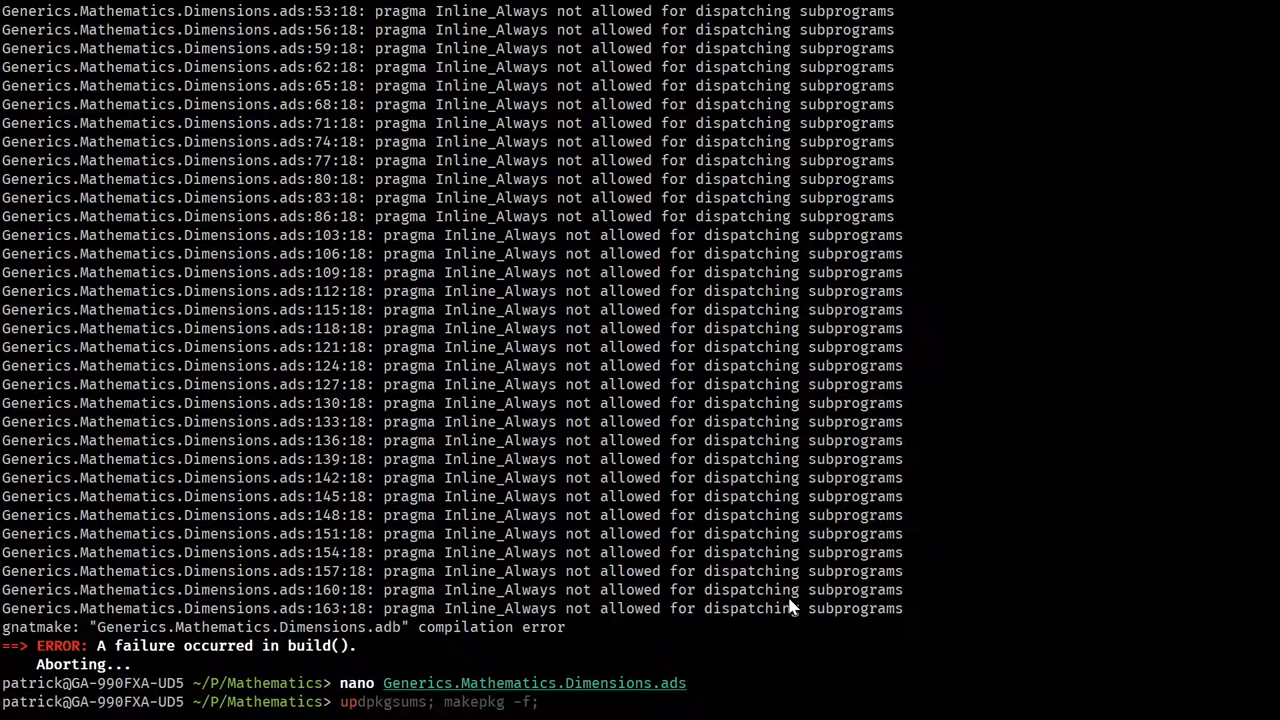 Generics.Mathematics.Dimensions.ads:53:18: pragma Inline_Always not allowed for dispatching subprograms
Generics.Mathematics.Dimensions.ads:56:18: pragma Inline_Always not allowed for dispatching subprograms
Generics.Mathematics.Dimensions.ads:59:18: pragma Inline_Always not allowed for dispatching subprograms
Generics.Mathematics.Dimensions.ads:62:18: pragma Inline_Always not allowed for dispatching subprograms
Generics.Mathematics.Dimensions.ads:65:18: pragma Inline_Always not allowed for dispatching subprograms
Generics.Mathematics.Dimensions.ads:68:18: pragma Inline_Always not allowed for dispatching subprograms
Generics.Mathematics.Dimensions.ads:71:18: pragma Inline_Always not allowed for dispatching subprograms
Generics.Mathematics.Dimensions.ads:74:18: pragma Inline_Always not allowed for dispatching subprograms
Generics.Mathematics.Dimensions.ads:77:18: pragma Inline_Always not allowed for dispatching subprograms
Generics.Mathematics.Dimensions.ads:80:18: pragma Inline_Always not allowed for dispatching subprograms
Generics.Mathematics.Dimensions.ads:83:18: pragma Inline_Always not allowed for dispatching subprograms
Generics.Mathematics.Dimensions.ads:86:18: pragma Inline_Always not allowed for dispatching subprograms
Generics.Mathematics.Dimensions.ads:103:18: pragma Inline_Always not allowed for dispatching subprograms
Generics.Mathematics.Dimensions.ads:106:18: pragma Inline_Always not allowed for dispatching subprograms
Generics.Mathematics.Dimensions.ads:109:18: pragma Inline_Always not allowed for dispatching subprograms
Generics.Mathematics.Dimensions.ads:112:18: pragma Inline_Always not allowed for dispatching subprograms
Generics.Mathematics.Dimensions.ads:115:18: pragma Inline_Always not allowed for dispatching subprograms
Generics.Mathematics.Dimensions.ads:118:18: pragma Inline_Always not allowed for dispatching subprograms
Generics.Mathematics.Dimensions.ads:121:18: pragma Inline_Always not allowed for dispatching subprograms
Generics.Mathematics.Dimensions.ads:124:18: pragma Inline_Always not allowed for dispatching subprograms
Generics.Mathematics.Dimensions.ads:127:18: pragma Inline_Always not allowed for dispatching subprograms
Generics.Mathematics.Dimensions.ads:130:18: pragma Inline_Always not allowed for dispatching subprograms
Generics.Mathematics.Dimensions.ads:133:18: pragma Inline_Always not allowed for dispatching subprograms
Generics.Mathematics.Dimensions.ads:136:18: pragma Inline_Always not allowed for dispatching subprograms
Generics.Mathematics.Dimensions.ads:139:18: pragma Inline_Always not allowed for dispatching subprograms
Generics.Mathematics.Dimensions.ads:142:18: pragma Inline_Always not allowed for dispatching subprograms
Generics.Mathematics.Dimensions.ads:145:18: pragma Inline_Always not allowed for dispatching subprograms
Generics.Mathematics.Dimensions.ads:148:18: pragma Inline_Always not allowed for dispatching subprograms
Generics.Mathematics.Dimensions.ads:151:18: pragma Inline_Always not allowed for dispatching subprograms
Generics.Mathematics.Dimensions.ads:154:18: pragma Inline_Always not allowed for dispatching subprograms
Generics.Mathematics.Dimensions.ads:157:18: pragma Inline_Always not allowed for dispatching subprograms
Generics.Mathematics.Dimensions.ads:160:18: pragma Inline_Always not allowed for dispatching subprograms
Generics.Mathematics.Dimensions.ads:163:18: pragma Inline_Always not allowed for dispatching subprograms
gnatmake: "Generics.Mathematics.Dimensions.adb" compilation error
==> ERROR: A failure occurred in build().
    Aborting...
patrick@GA-990FXA-UD5 ~/P/Mathematics> nano Generics.Mathematics.Dimensions.ads
patrick@GA-990FXA-UD5 ~/P/Mathematics> updpkgsums; makepkg -f;